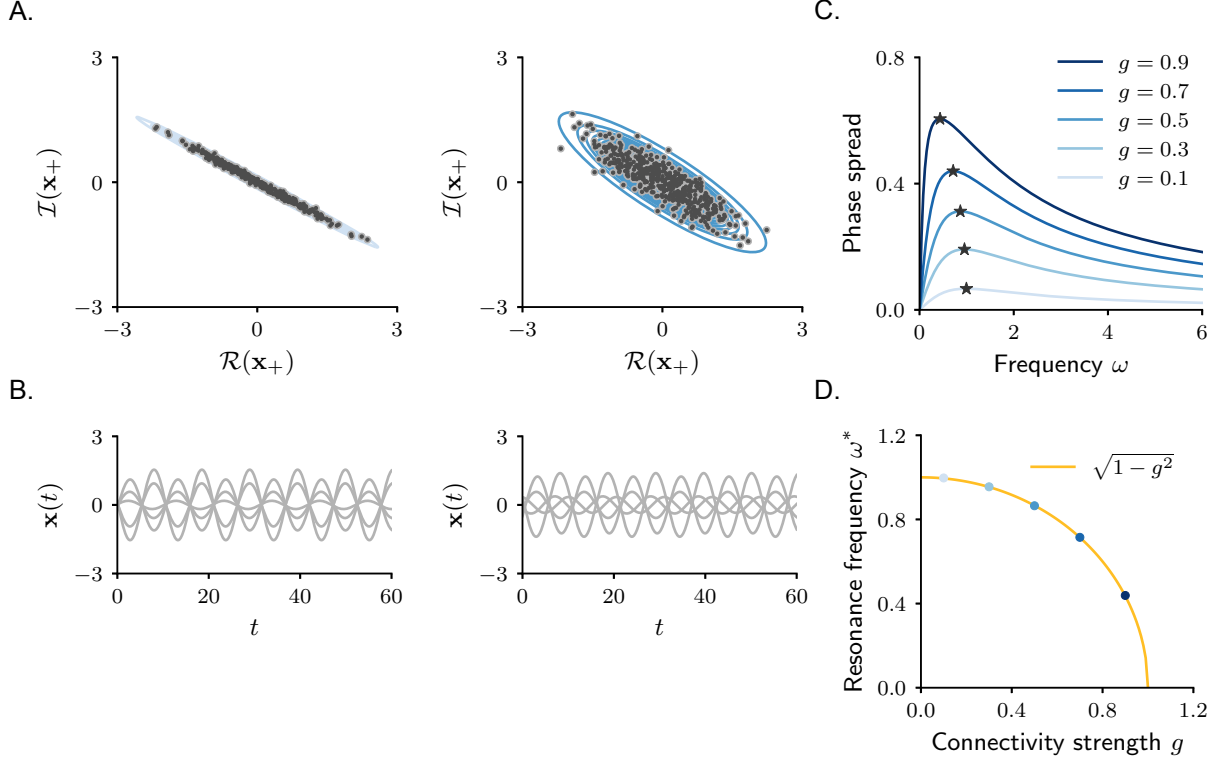 A.
3
0
−3
−3 0 3
ℐ(𝐱₊)
ℛ(𝐱₊)
3
0
−3
−3 0 3
ℐ(𝐱₊)
ℛ(𝐱₊)
B.
3
0
−3
0 20 40 60
𝐱(t)
t
3
0
−3
0 20 40 60
𝐱(t)
t
C.
0.8
0.4
0.0
0 2 4 6
Phase spread
Frequency ω
g = 0.9
g = 0.7
g = 0.5
g = 0.3
g = 0.1
D.
1.2
0.8
0.4
0.0
0.0 0.4 0.8 1.2
Resonance frequency ω*
Connectivity strength g
√(1 − g²)